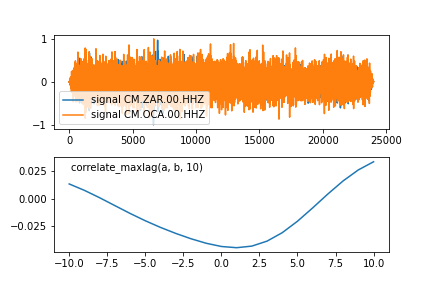 1
0
−1
signal CM.ZAR.00.HHZ
signal CM.OCA.00.HHZ
0 5000 10000 15000 20000 25000
0.025
0.000
−0.025
correlate_maxlag(a, b, 10)
−10.0 −7.5 −5.0 −2.5 0.0 2.5 5.0 7.5 10.0